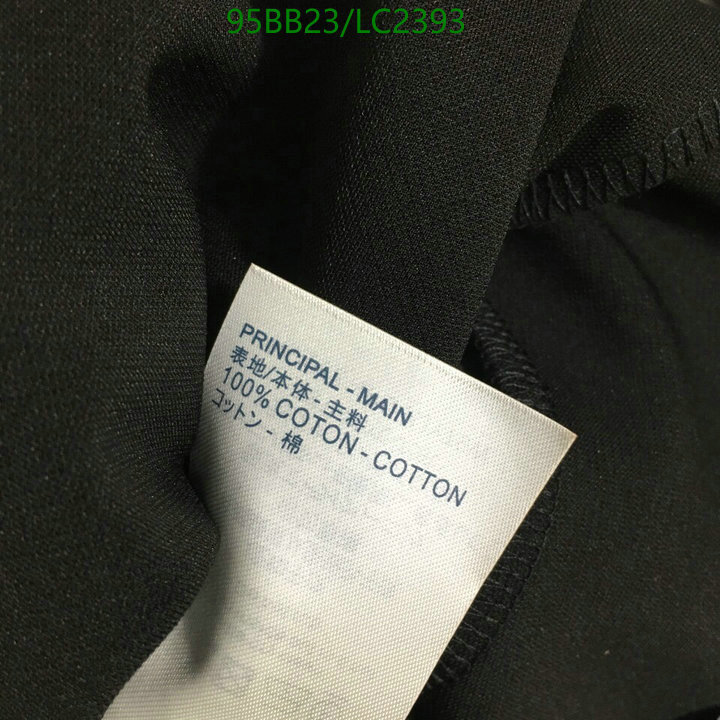 95BB23/LC2393
PRINCIPAL - MAIN
表地/本体 - 主料
100% COTON - COTTON
コットン - 棉